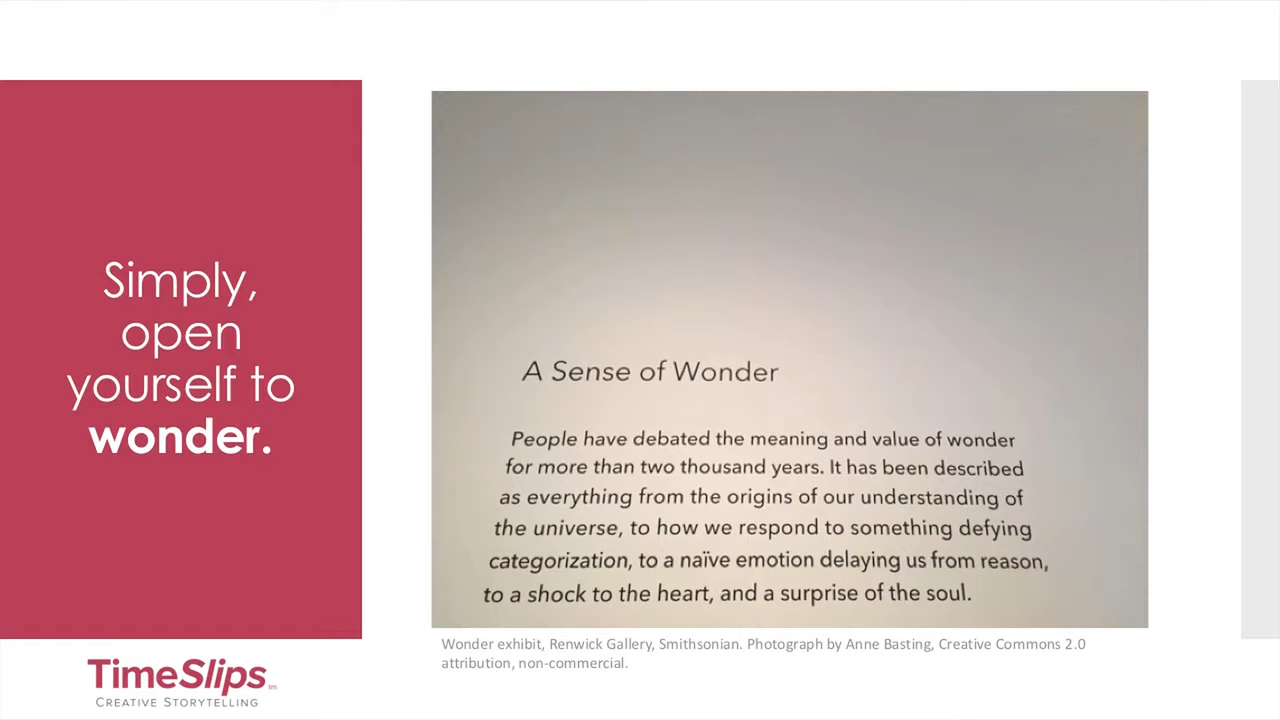 Simply,
open
yourself to
wonder.
A Sense of Wonder
People have debated the meaning and value of wonder
for more than two thousand years. It has been described
as everything from the origins of our understanding of
the universe, to how we respond to something defying
categorization, to a naïve emotion delaying us from reason,
to a shock to the heart, and a surprise of the soul.
Wonder exhibit, Renwick Gallery, Smithsonian. Photograph by Anne Basting, Creative Commons 2.0
attribution, non-commercial.
TimeSlips tm
CREATIVE STORYTELLING